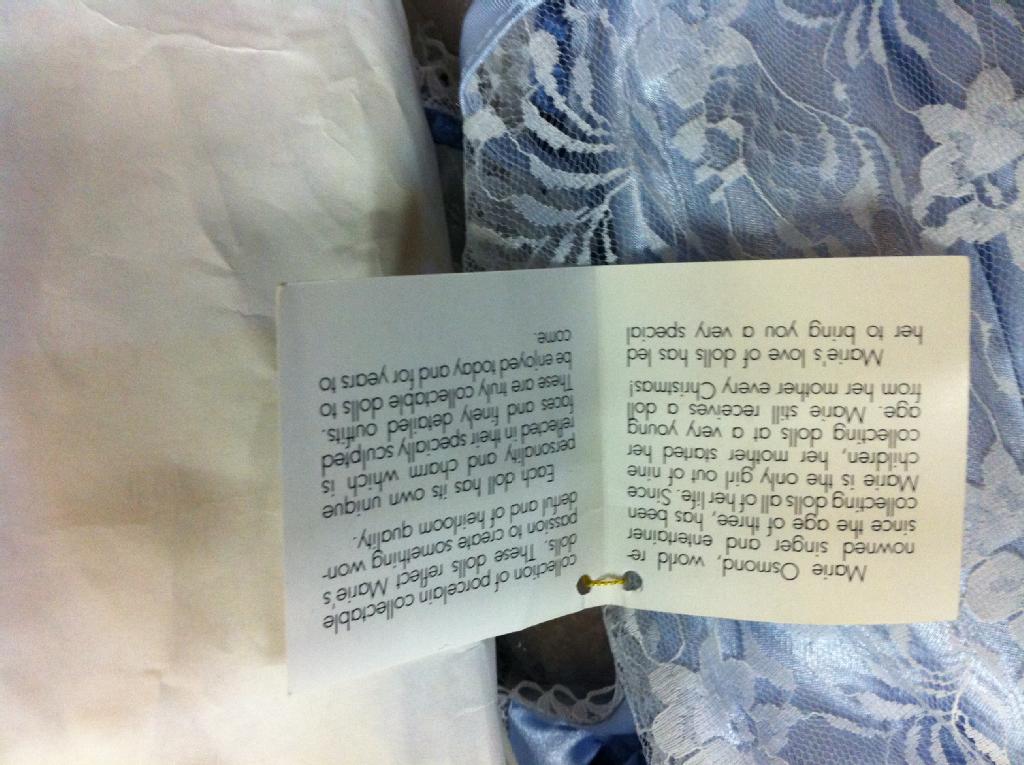 Marie Osmond, world re-
nowned singer and entertainer
since the age of three, has been
collecting dolls all of her life. Since
Marie is the only girl out of nine
children, her mother started her
collecting dolls at a very young
age. Marie still receives a doll
from her mother every Christmas!
Marie's love of dolls has led
her to bring you a very special
collection of porcelain collectable
dolls. These dolls reflect Marie's
passion to create something won-
derful and of heirloom quality.
Each doll has its own unique
personality and charm which is
reflected in their specially sculpted
faces and finely detailed outfits.
These are truly collectable dolls to
be enjoyed today and for years to
come.